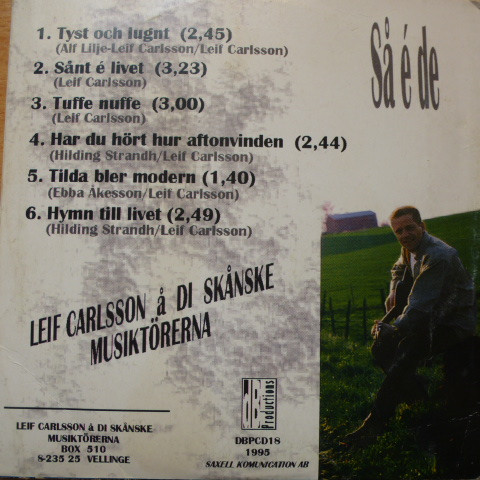 1. Tyst och lugnt (2,45)
(Alf Lilje-Leif Carlsson/Leif Carlsson)
2. Sånt é livet (3,23)
(Leif Carlsson)
3. Tuffe nuffe (3,00)
(Leif Carlsson)
4. Har du hört hur aftonvinden (2,44)
(Hilding Strandh/Leif Carlsson)
5. Tilda bler modern (1,40)
(Ebba Åkesson/Leif Carlsson)
6. Hymn till livet (2,49)
(Hilding Strandh/Leif Carlsson)
Så é de
LEIF CARLSSON å DI SKÅNSKE
MUSIKTÖRERNA
LEIF CARLSSON å DI SKÅNSKE
MUSIKTÖRERNA
BOX 510
S-235 25 VELLINGE
dB
Productions
DBPCD18
1995
SAXELL KOMUNICATION AB